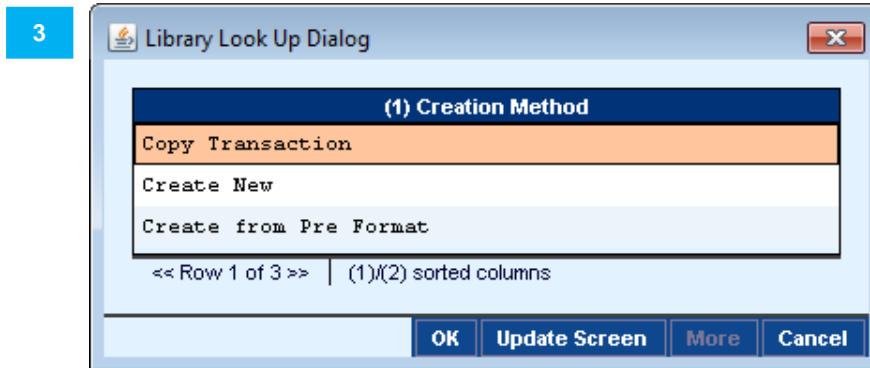 3
Library Look Up Dialog
(1) Creation Method
Copy Transaction
Create New
Create from Pre Format
<< Row 1 of 3 >> | (1)/(2) sorted columns
OK Update Screen More Cancel